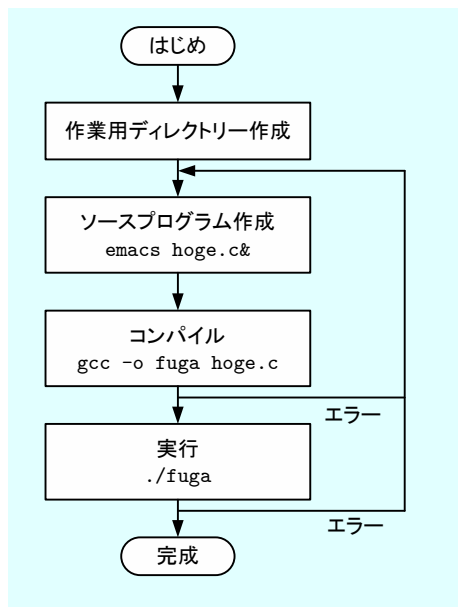 はじめ
作業用ディレクトリー作成
ソースプログラム作成
emacs hoge.c&
コンパイル
gcc -o fuga hoge.c
エラー
実行
./fuga
エラー
完成